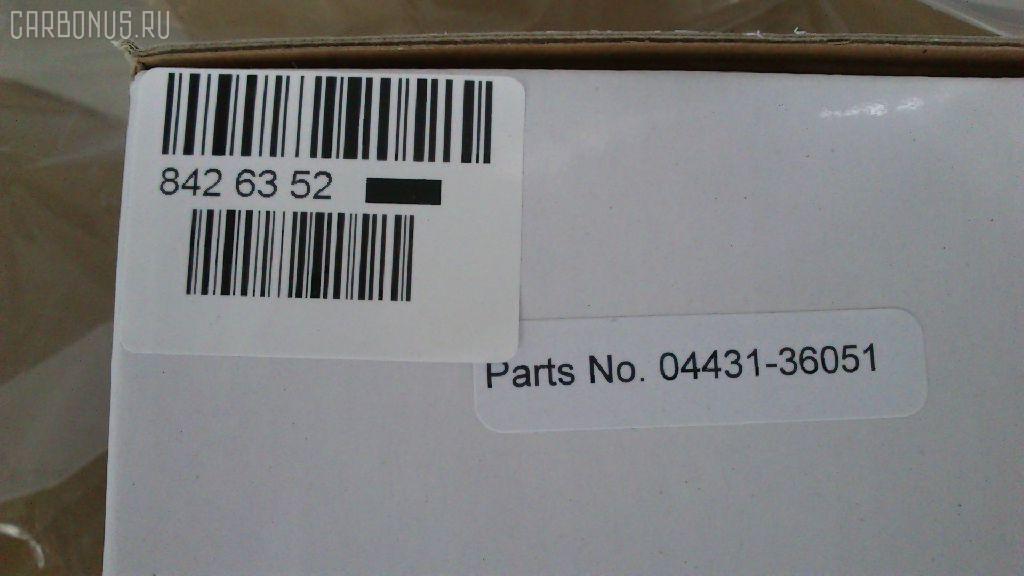 CARBONUS.RU
842 63 52
Parts No. 04431-36051